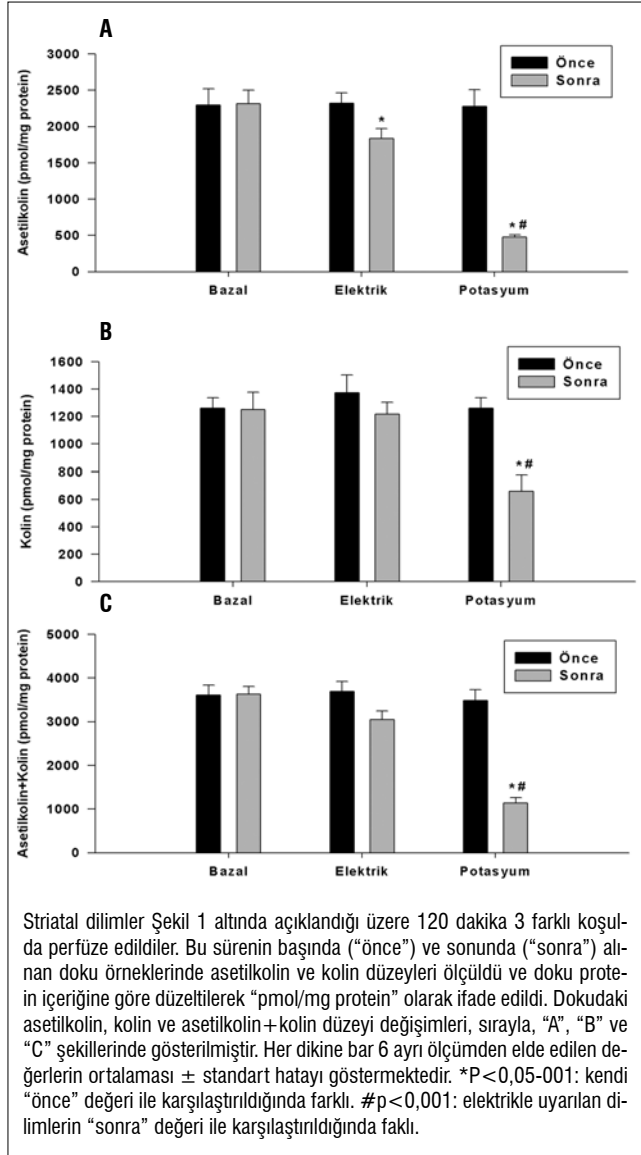 A
Asetilkolin (pmol/mg protein)
3000
2500
2000
1500
1000
500
0
Önce
Sonra
*
* #
Bazal
Elektrik
Potasyum
B
Kolin (pmol/mg protein)
1600
1400
1200
1000
800
600
400
200
0
Önce
Sonra
*#
Bazal
Elektrik
Potasyum
C
Asetilkolin+Kolin (pmol/mg protein)
5000
4000
3000
2000
1000
0
Önce
Sonra
*#
Bazal
Elektrik
Potasyum
Striatal dilimler Şekil 1 altında açıklandığı üzere 120 dakika 3 farklı koşul-
da perfüze edildiler. Bu sürenin başında (“önce”) ve sonunda (“sonra”) alı-
nan doku örneklerinde asetilkolin ve kolin düzeyleri ölçüldü ve doku prote-
in içeriğine göre düzeltilerek “pmol/mg protein” olarak ifade edildi. Dokudaki
asetilkolin, kolin ve asetilkolin+kolin düzeyi değişimleri, sırayla, “A”, “B” ve
“C” şekillerinde gösterilmiştir. Her dikine bar 6 ayrı ölçümden elde edilen de-
ğerlerin ortalaması ± standart hatayı göstermektedir. *P<0,05-001: kendi
“önce” değeri ile karşılaştırıldığında farklı. #p<0,001: elektrikle uyarılan di-
limlerin “sonra” değeri ile karşılaştırıldığında faklı.